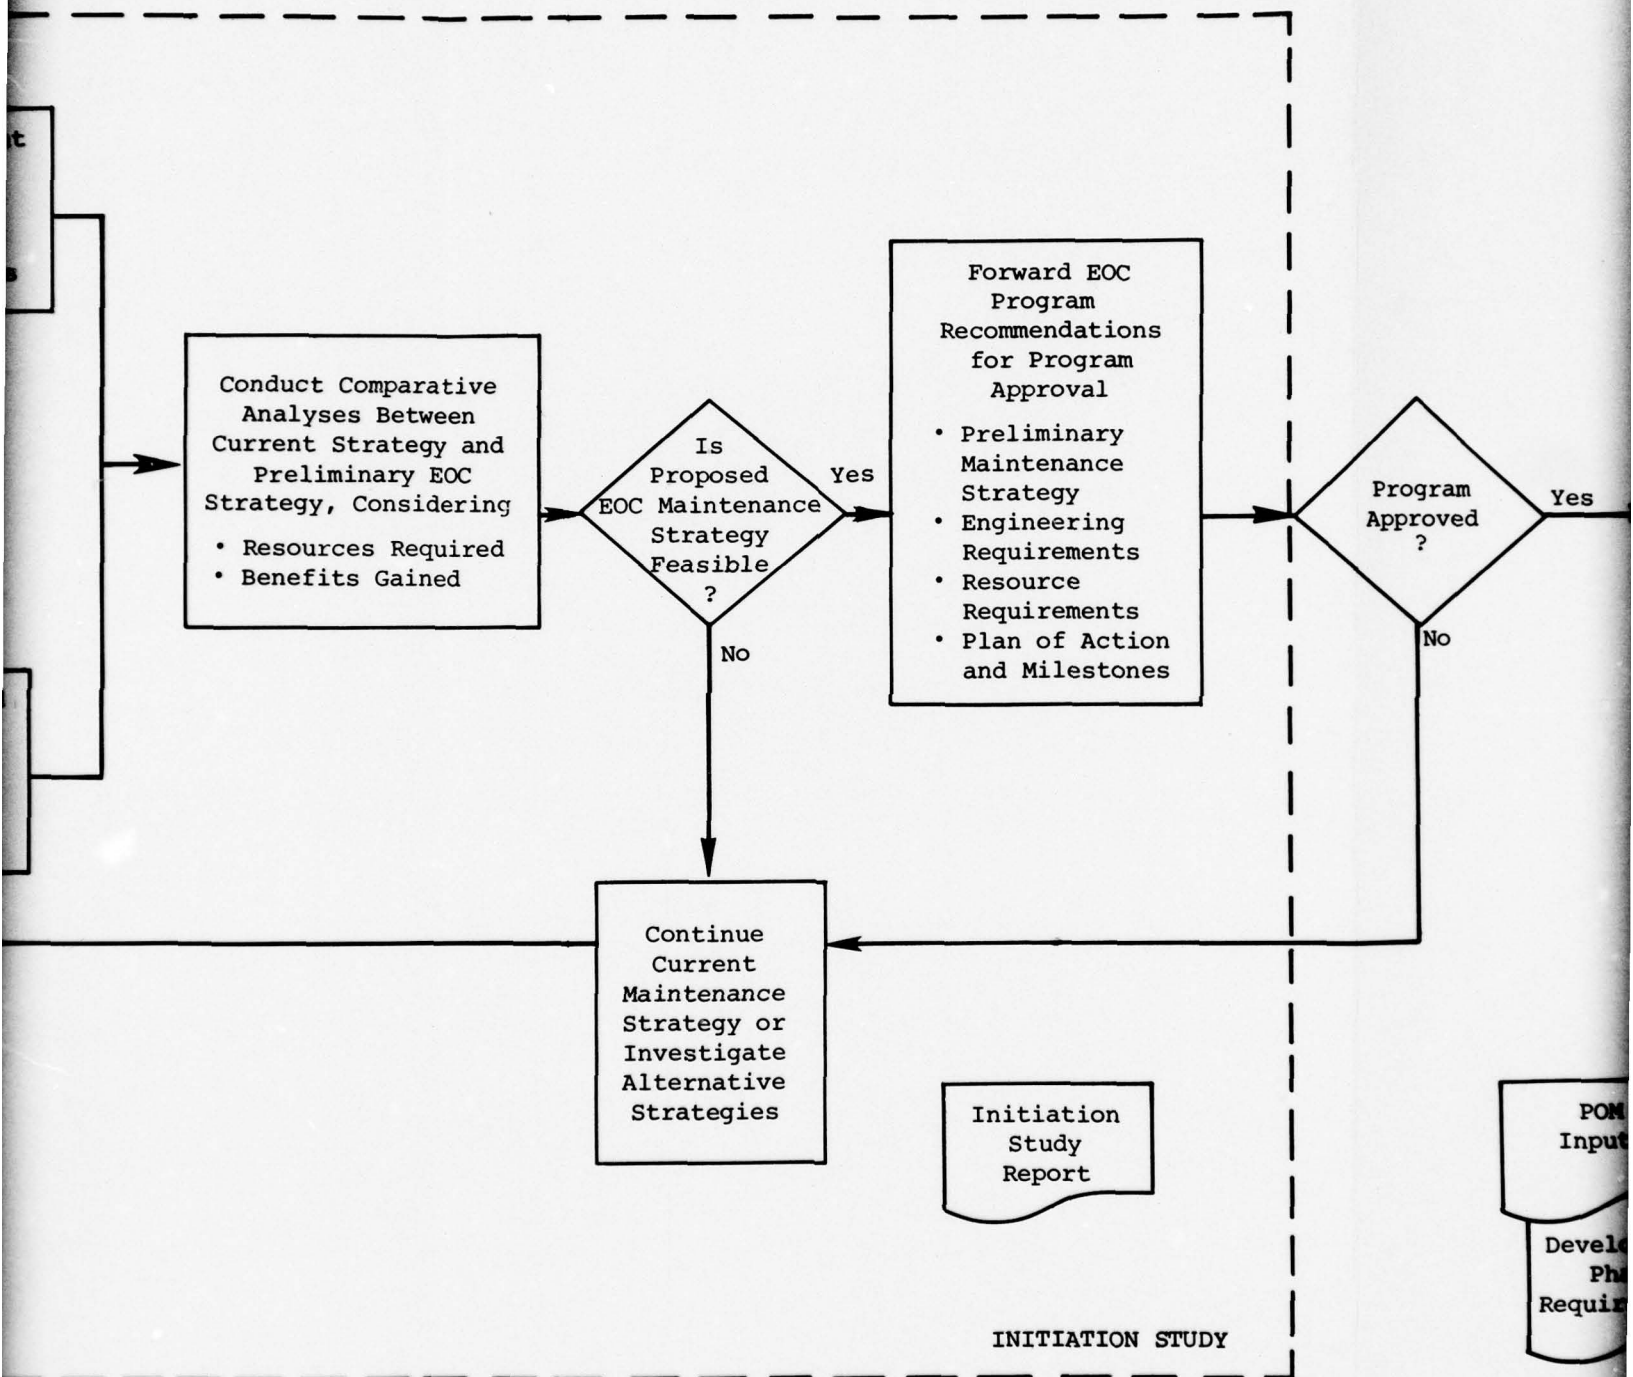 Conduct Comparative
Analyses Between
Current Strategy and
Preliminary EOC
Strategy, Considering
• Resources Required
• Benefits Gained
Is
Proposed
EOC Maintenance
Strategy
Feasible
?
Yes
No
Forward EOC
Program
Recommendations
for Program
Approval
• Preliminary
Maintenance
Strategy
• Engineering
Requirements
• Resource
Requirements
• Plan of Action
and Milestones
Program
Approved
?
Yes
No
Continue
Current
Maintenance
Strategy or
Investigate
Alternative
Strategies
Initiation
Study
Report
POM
Input
INITIATION STUDY